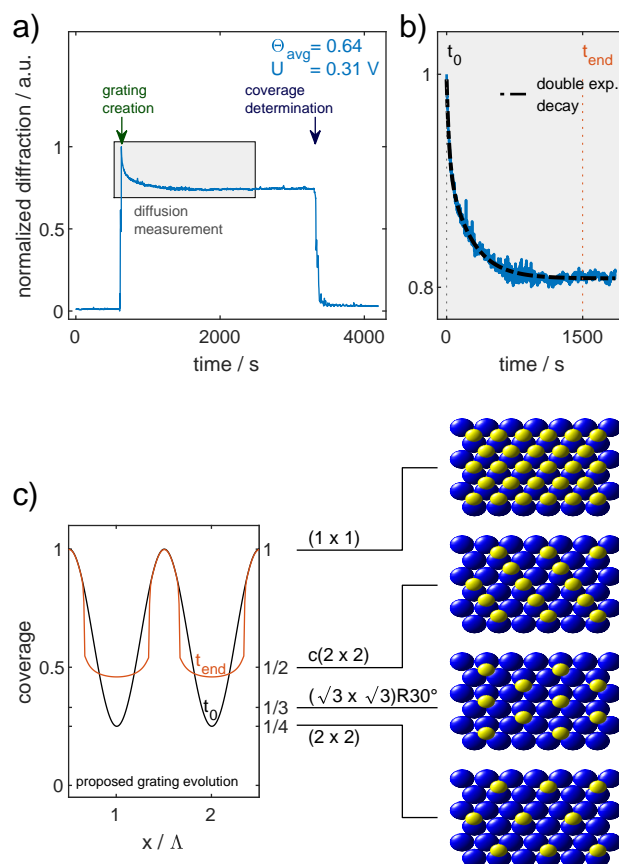 a)
Θavg= 0.64
U = 0.31 V
grating
creation
coverage
determination
diffusion
measurement
normalized diffraction / a.u.
1
0.5
0
0
2000
4000
time / s
b)
t0
tend
double exp.
decay
1
0.8
0
1500
time / s
c)
coverage
1
0.5
0
tend
t0
proposed grating evolution
1
2
x / Λ
1
1/2
1/3
1/4
(1 x 1)
c(2 x 2)
(√3 x √3)R30°
(2 x 2)